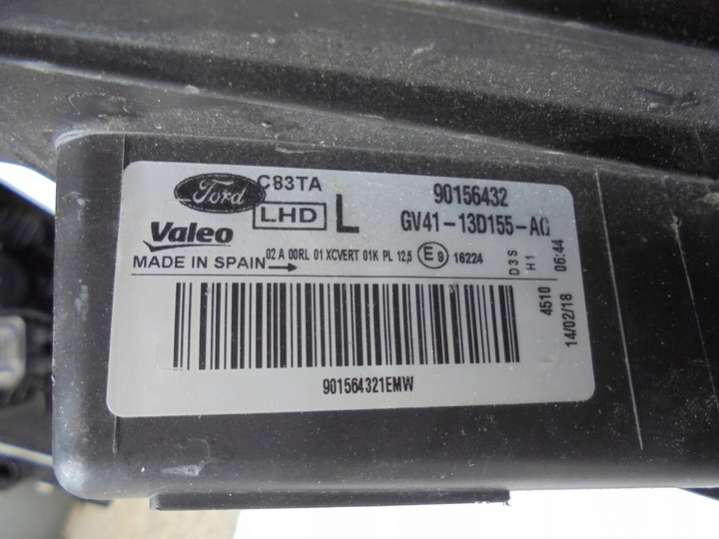 Ford C83TA
LHD L
90156432
GV41-13D155-AG
Valeo
MADE IN SPAIN
02 A 00RL 01 XCVERT 01K PL 12,5 E9 16224
D3S
H1
4510 06:44
14/02/18
901564321EMW